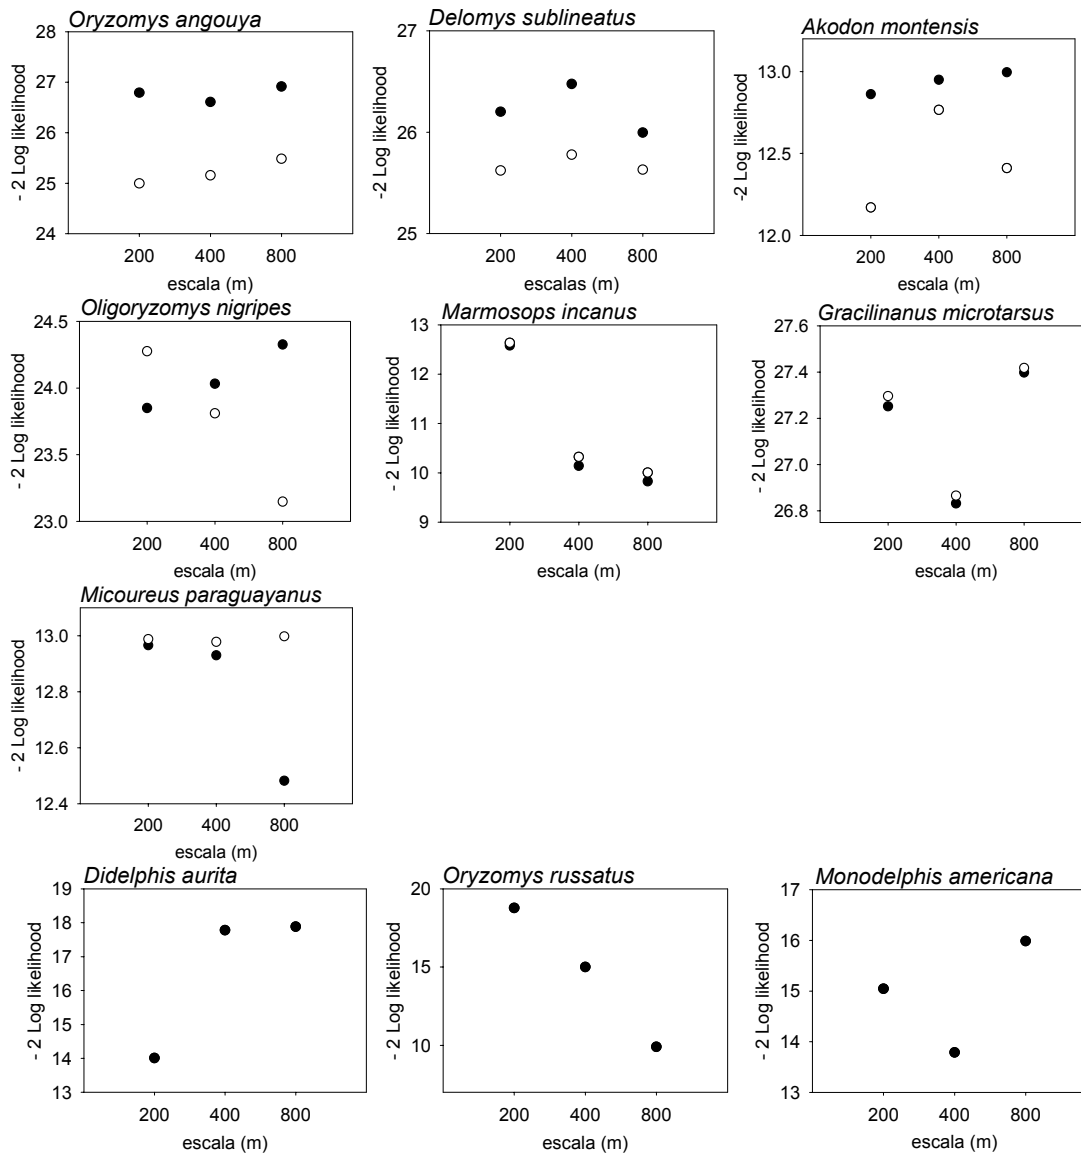 Oryzomys angouya
- 2 Log likelihood
28
27
26
25
24
200 400 800
escala (m)
Delomys sublineatus
- 2 Log likelihood
27
26
25
200 400 800
escalas (m)
Akodon montensis
-2 Log likelihood
13.0
12.5
12.0
200 400 800
escala (m)
Oligoryzomys nigripes
- 2 Log likelihood
24.5
24.0
23.5
23.0
200 400 800
escala (m)
Marmosops incanus
- 2 Log likelihood
13
12
11
10
9
200 400 800
escala (m)
Gracilinanus microtarsus
- 2 Log likelihood
27.6
27.4
27.2
27.0
26.8
200 400 800
escala (m)
Micoureus paraguayanus
- 2 Log likelihood
13.0
12.8
12.6
12.4
200 400 800
escala (m)
Didelphis aurita
- 2 Log likelihood
19
18
17
16
15
14
13
200 400 800
escala (m)
Oryzomys russatus
- 2 Log likelihood
20
15
10
200 400 800
escala (m)
Monodelphis americana
- 2 Log likelihood
17
16
15
14
13
200 400 800
escala (m)